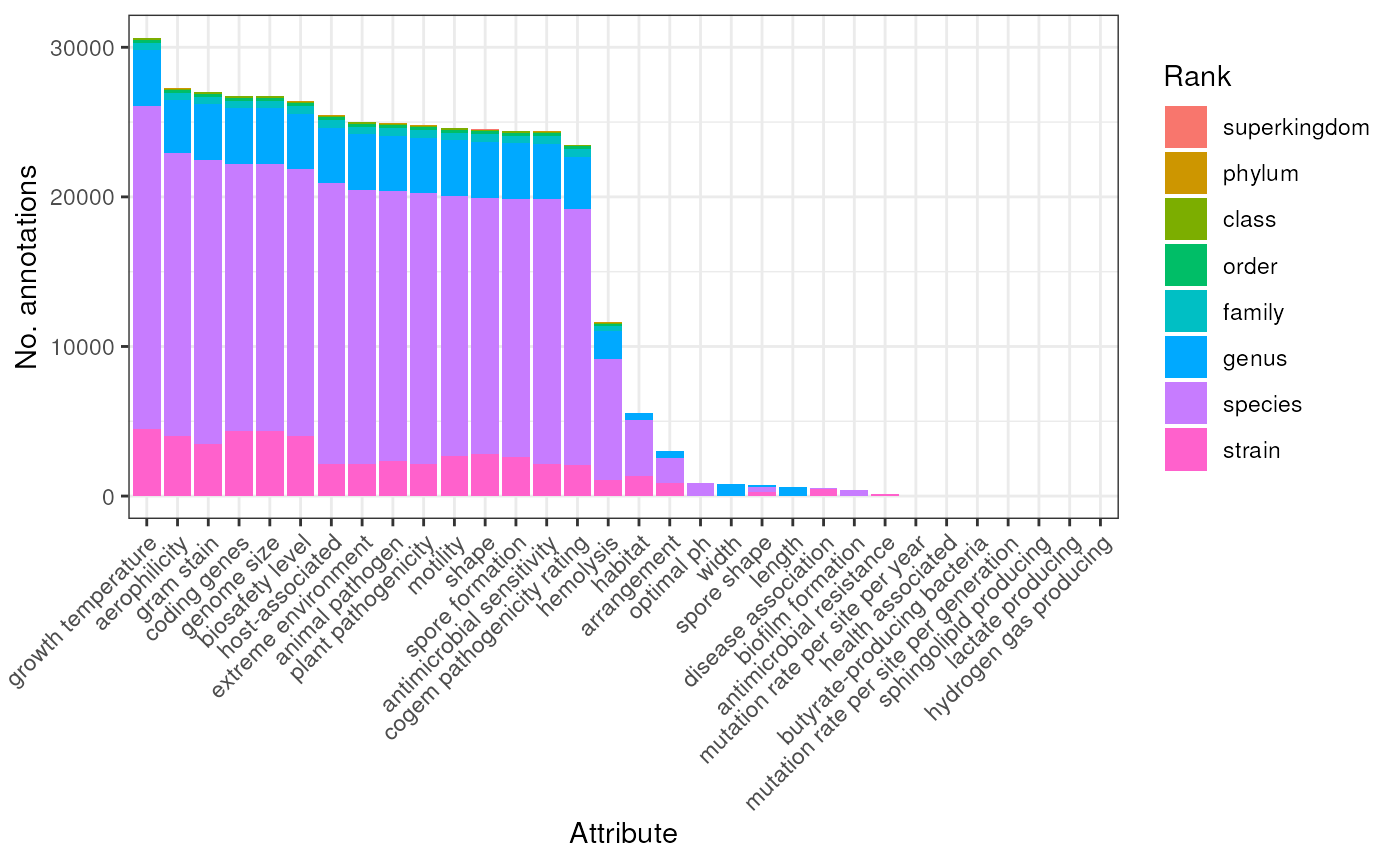 No. annotations
30000
20000
10000
0
growth temperature
aerophilicity
gram stain
coding genes
genome size
biosafety level
host-associated
extreme environment
animal pathogen
plant pathogenicity
motility
shape
spore formation
antimicrobial sensitivity
cogem pathogenicity rating
hemolysis
habitat
arrangement
optimal ph
width
spore shape
length
disease association
biofilm formation
antimicrobial resistance
mutation rate per site per year
health associated
butyrate-producing bacteria
mutation rate per site per generation
sphingolipid producing
lactate producing
hydrogen gas producing
Attribute
Rank
superkingdom
phylum
class
order
family
genus
species
strain